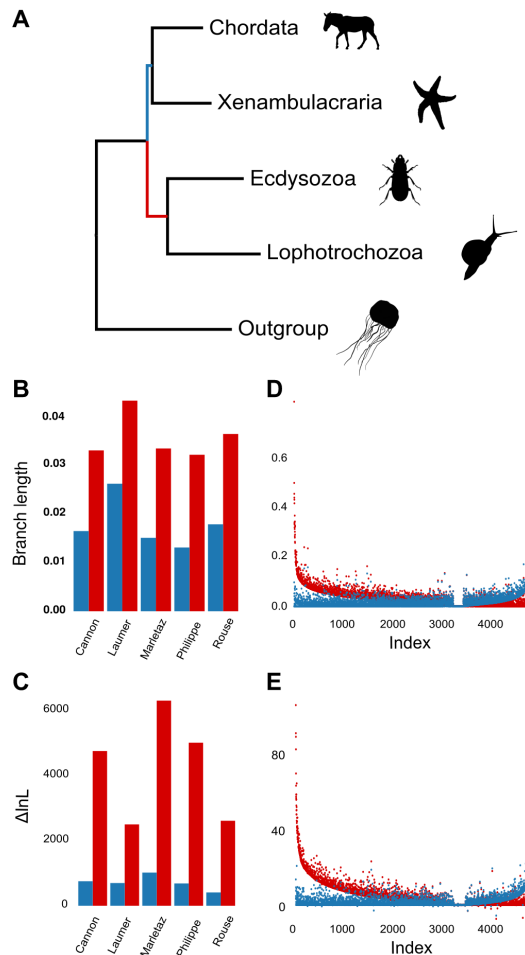 A
Chordata
Xenambulacraria
Ecdysozoa
Lophotrochozoa
Outgroup
B
Branch length
0.04
0.03
0.02
0.01
0.00
Cannon
Laumer
Marletaz
Philippe
Rouse
D
0.6
0.4
0.2
0.0
0
1000
2000
3000
4000
Index
C
ΔlnL
6000
4000
2000
0
Cannon
Laumer
Marletaz
Philippe
Rouse
E
80
40
0
0
1000
2000
3000
4000
Index